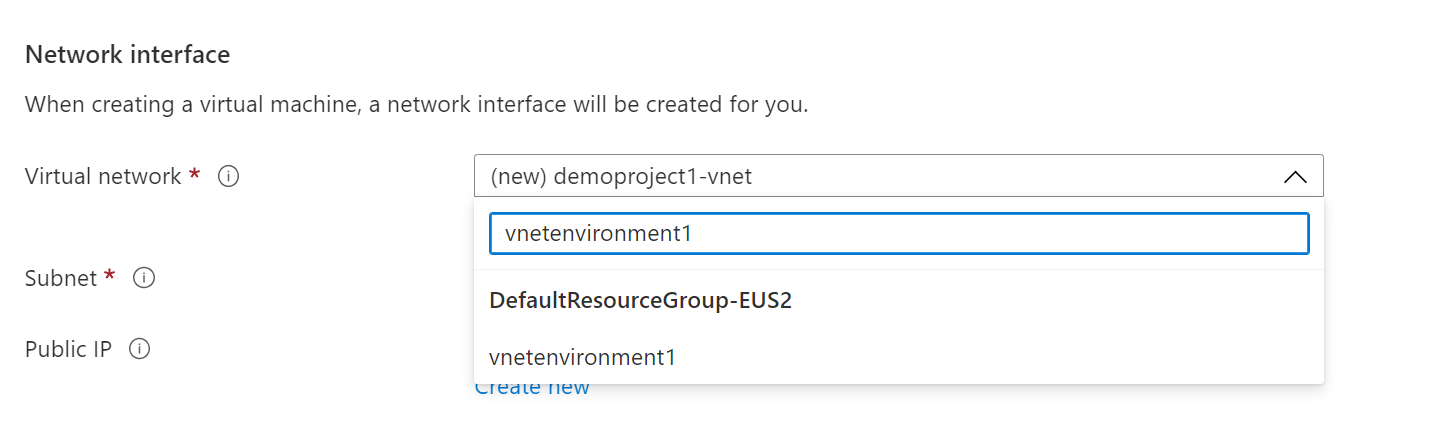 Network interface
When creating a virtual machine, a network interface will be created for you.
Virtual network *
(new) demoproject1-vnet
vnetenvironment1
Subnet *
DefaultResourceGroup-EUS2
Public IP
vnetenvironment1
Create new